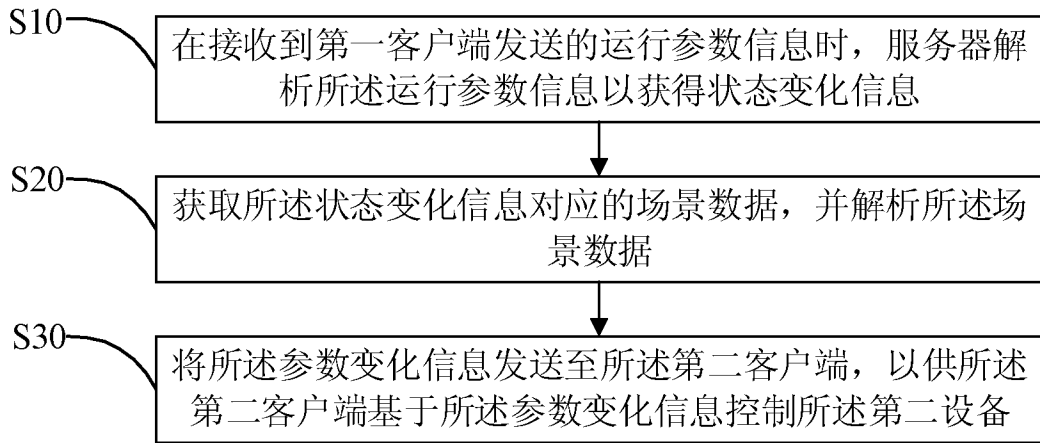 S10
在接收到第一客户端发送的运行参数信息时，服务器解
析所述运行参数信息以获得状态变化信息
S20
获取所述状态变化信息对应的场景数据，并解析所述场
景数据
S30
将所述参数变化信息发送至所述第二客户端，以供所述
第二客户端基于所述参数变化信息控制所述第二设备